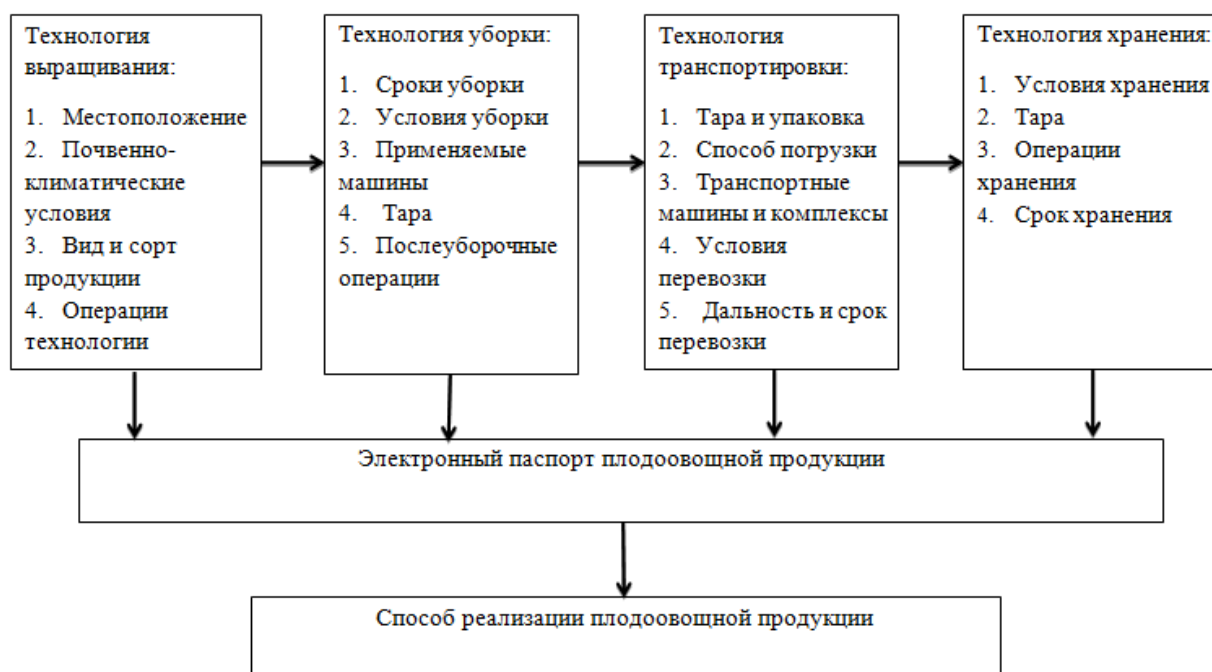 Технология
выращивания:
1. Местоположение
2. Почвенно-
климатические
условия
3. Вид и сорт
продукции
4. Операции
технологии
Технология уборки:
1. Сроки уборки
2. Условия уборки
3. Применяемые
машины
4. Тара
5. Послеуборочные
операции
Технология
транспортировки:
1. Тара и упаковка
2. Способ погрузки
3. Транспортные
машины и комплексы
4. Условия
перевозки
5. Дальность и срок
перевозки
Технология хранения:
1. Условия хранения
2. Тара
3. Операции
хранения
4. Срок хранения
Электронный паспорт плодоовощной продукции
Способ реализации плодоовощной продукции